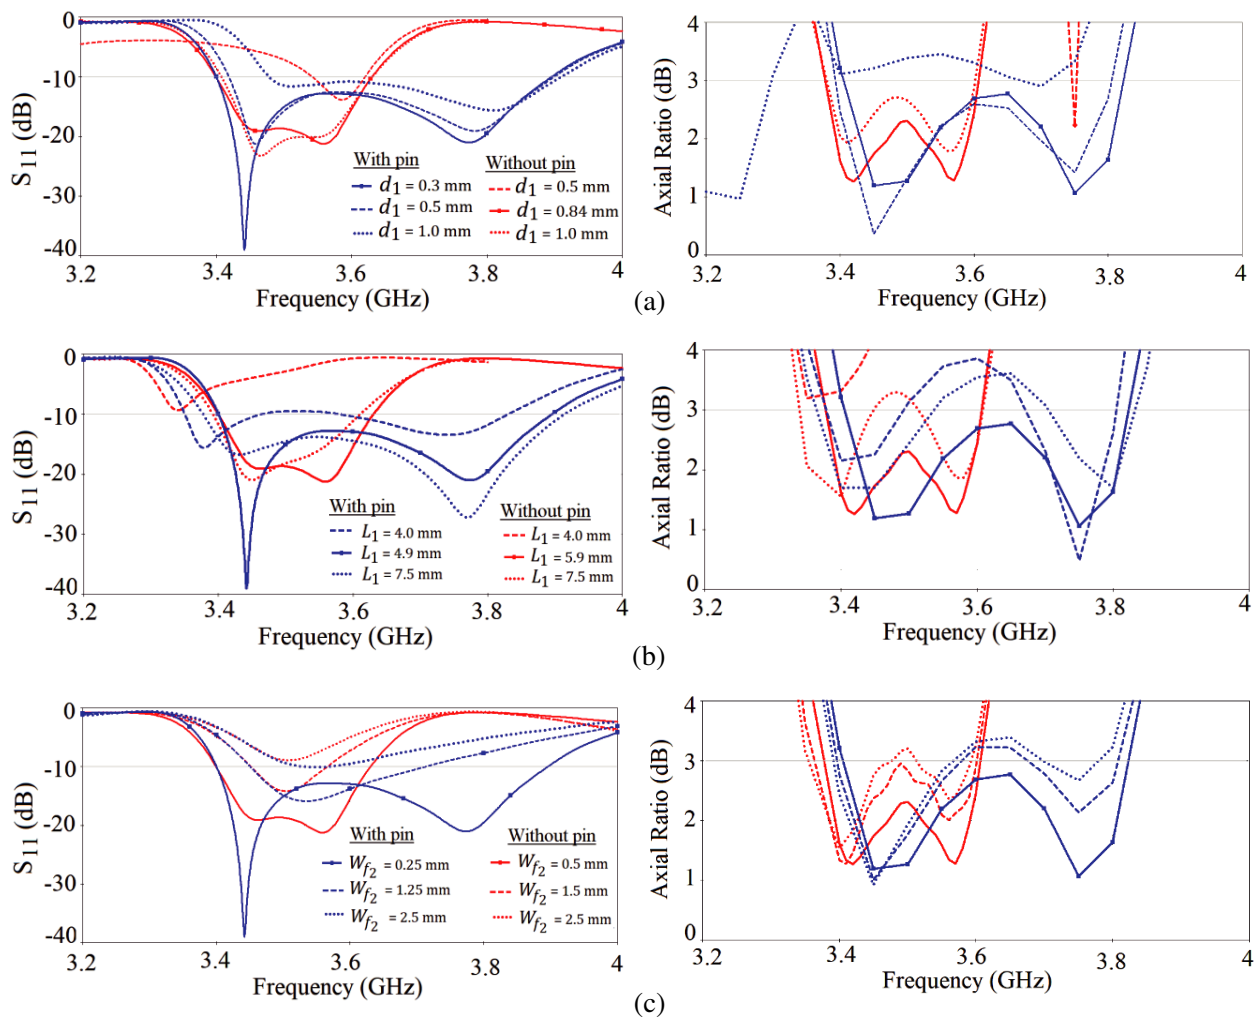 0
-10
-20
-30
-40
S11 (dB)
With pin
d1 = 0.3 mm
d1 = 0.5 mm
d1 = 1.0 mm
Without pin
d1 = 0.5 mm
d1 = 0.84 mm
d1 = 1.0 mm
3.2 3.4 3.6 3.8 4
Frequency (GHz)
4
3
2
1
0
Axial Ratio (dB)
3.2 3.4 3.6 3.8 4
Frequency (GHz)
(a)
0
-10
-20
-30
-40
S11 (dB)
With pin
L1 = 4.0 mm
L1 = 4.9 mm
L1 = 7.5 mm
Without pin
L1 = 4.0 mm
L1 = 5.9 mm
L1 = 7.5 mm
3.2 3.4 3.6 3.8 4
Frequency (GHz)
4
3
2
1
0
Axial Ratio (dB)
3.2 3.4 3.6 3.8 4
Frequency (GHz)
(b)
0
-10
-20
-30
-40
S11 (dB)
With pin
Wf2 = 0.25 mm
Wf2 = 1.25 mm
Wf2 = 2.5 mm
Without pin
Wf2 = 0.5 mm
Wf2 = 1.5 mm
Wf2 = 2.5 mm
3.2 3.4 3.6 3.8 4
Frequency (GHz)
4
3
2
1
0
Axial Ratio (dB)
3.2 3.4 3.6 3.8 4
Frequency (GHz)
(c)